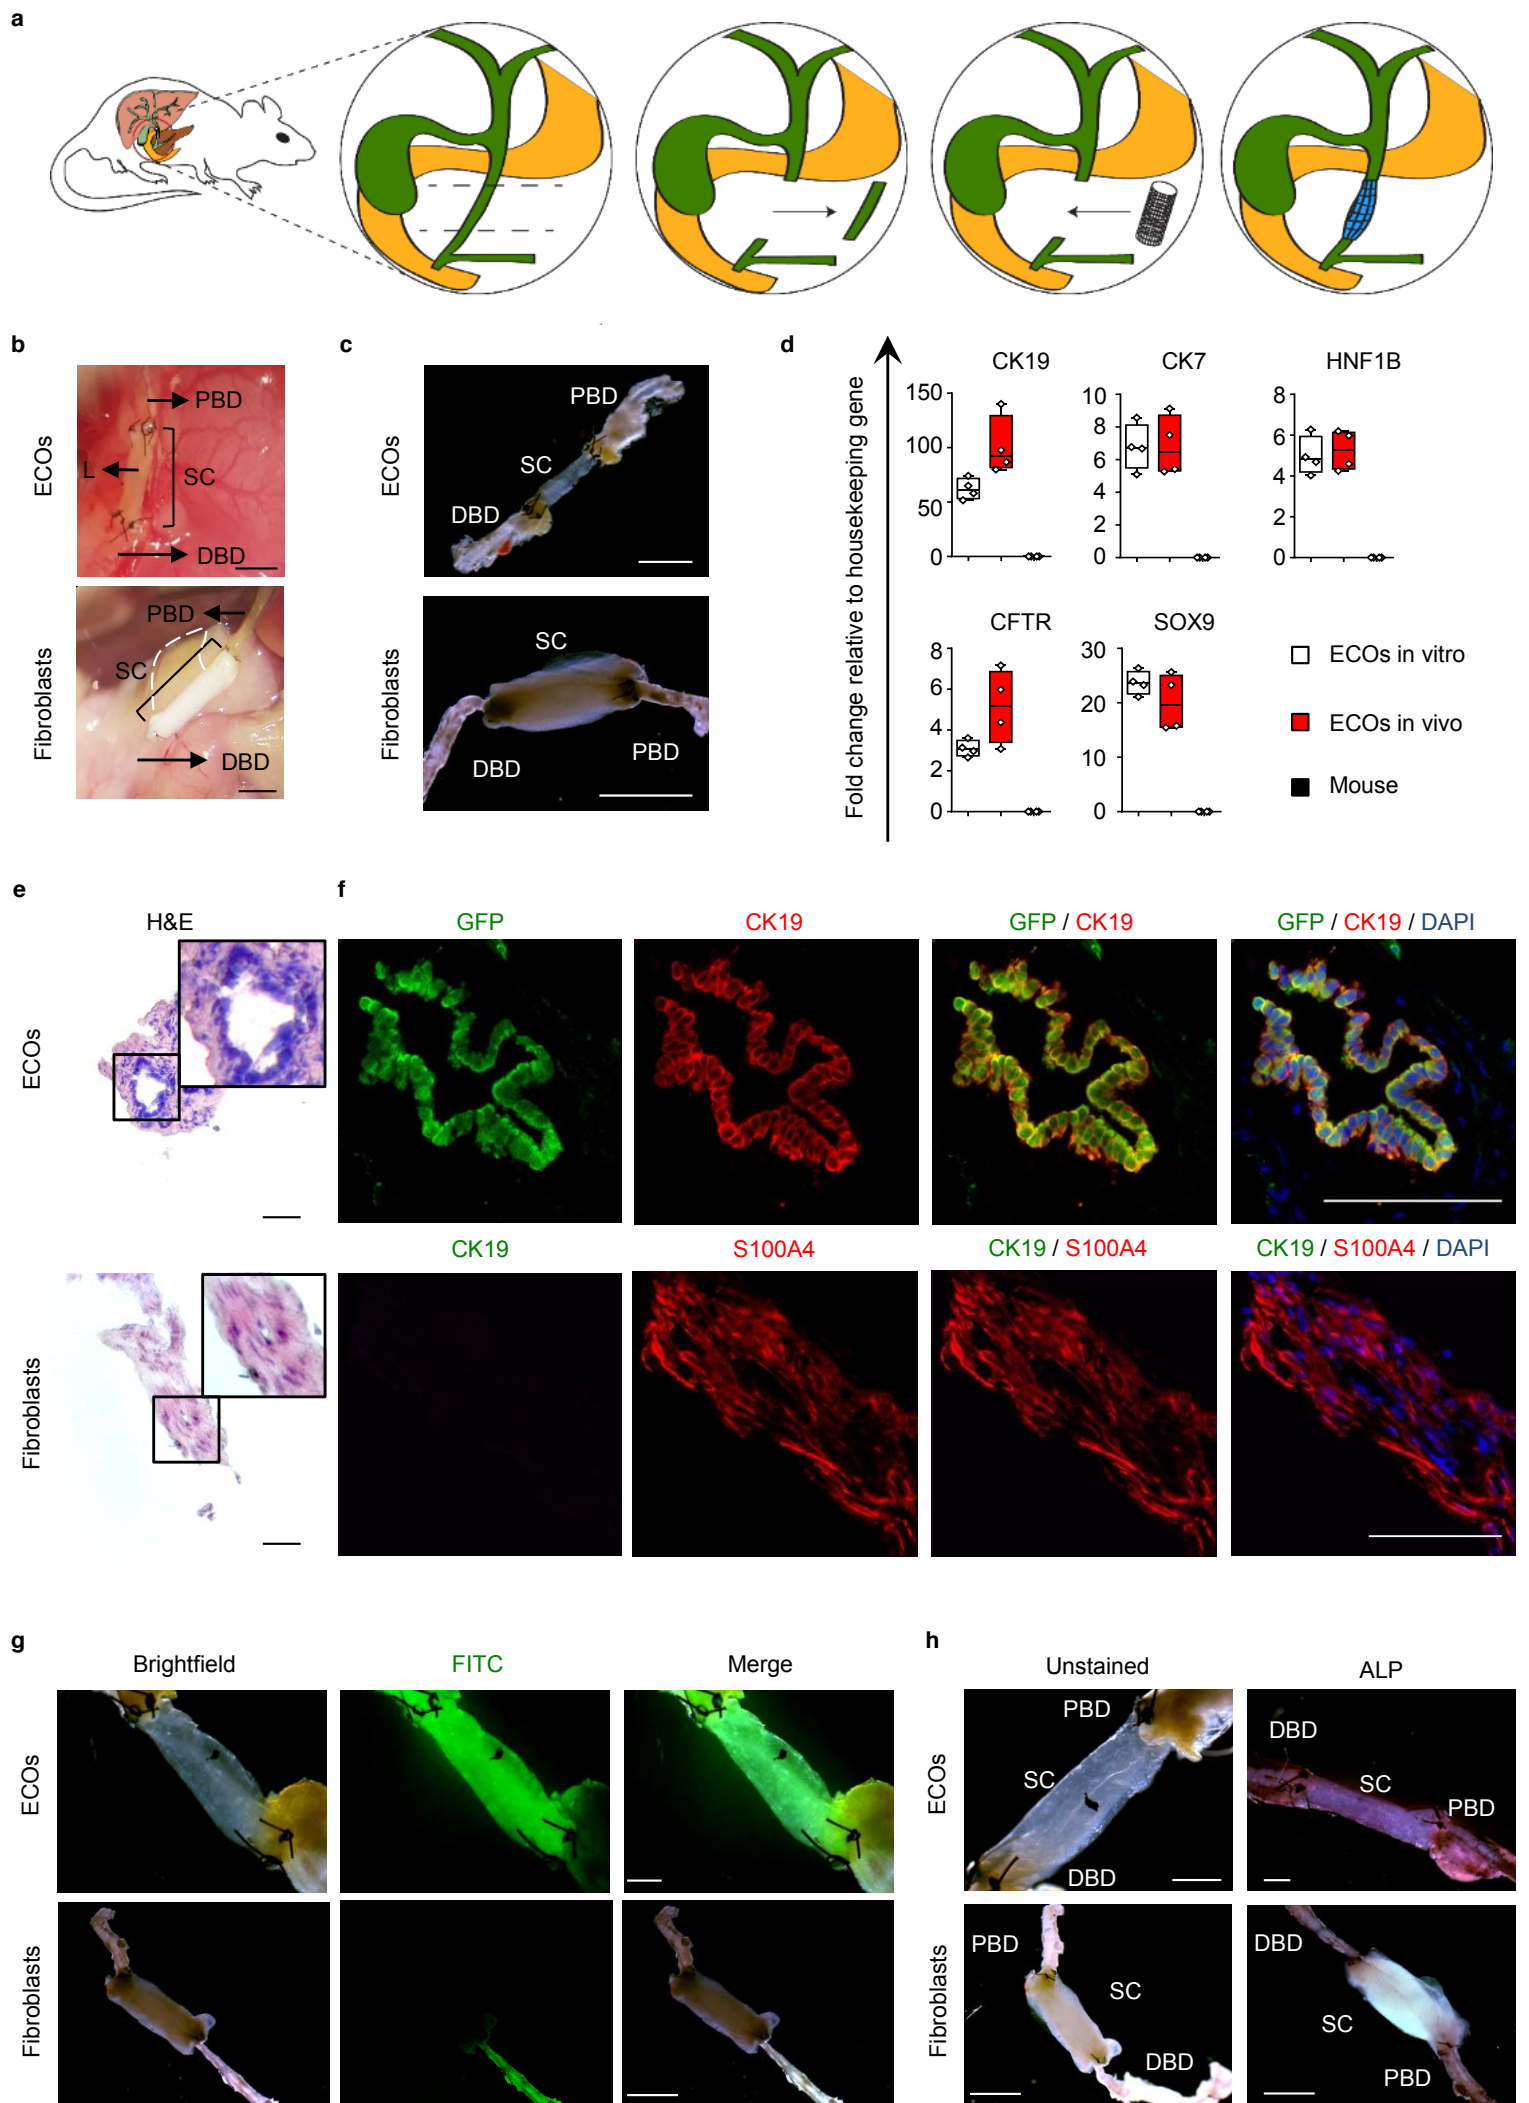 a
b
ECOs
PBD
L
SC
DBD
Fibroblasts
PBD
SC
DBD
c
ECOs
PBD
SC
DBD
Fibroblasts
SC
DBD
PBD
d
Fold change relative to housekeeping gene
CK19
150
100
50
0
CK7
10
8
6
4
2
0
HNF1B
8
6
4
2
0
CFTR
8
6
4
2
0
SOX9
30
20
10
0
ECOs in vitro
ECOs in vivo
Mouse
e
H&E
ECOs
Fibroblasts
f
GFP
CK19
GFP / CK19
GFP / CK19 / DAPI
CK19
S100A4
CK19 / S100A4
CK19 / S100A4 / DAPI
g
Brightfield
FITC
Merge
ECOs
Fibroblasts
h
Unstained
ALP
ECOs
PBD
SC
DBD
DBD
SC
PBD
Fibroblasts
PBD
SC
DBD
DBD
SC
PBD